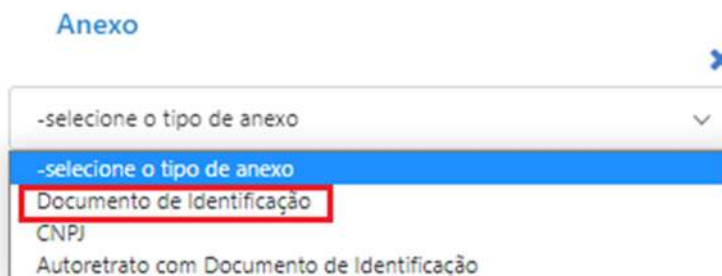 Anexo
-selecione o tipo de anexo
-selecione o tipo de anexo
Documento de Identificação
CNPJ
Autoretrato com Documento de Identificação